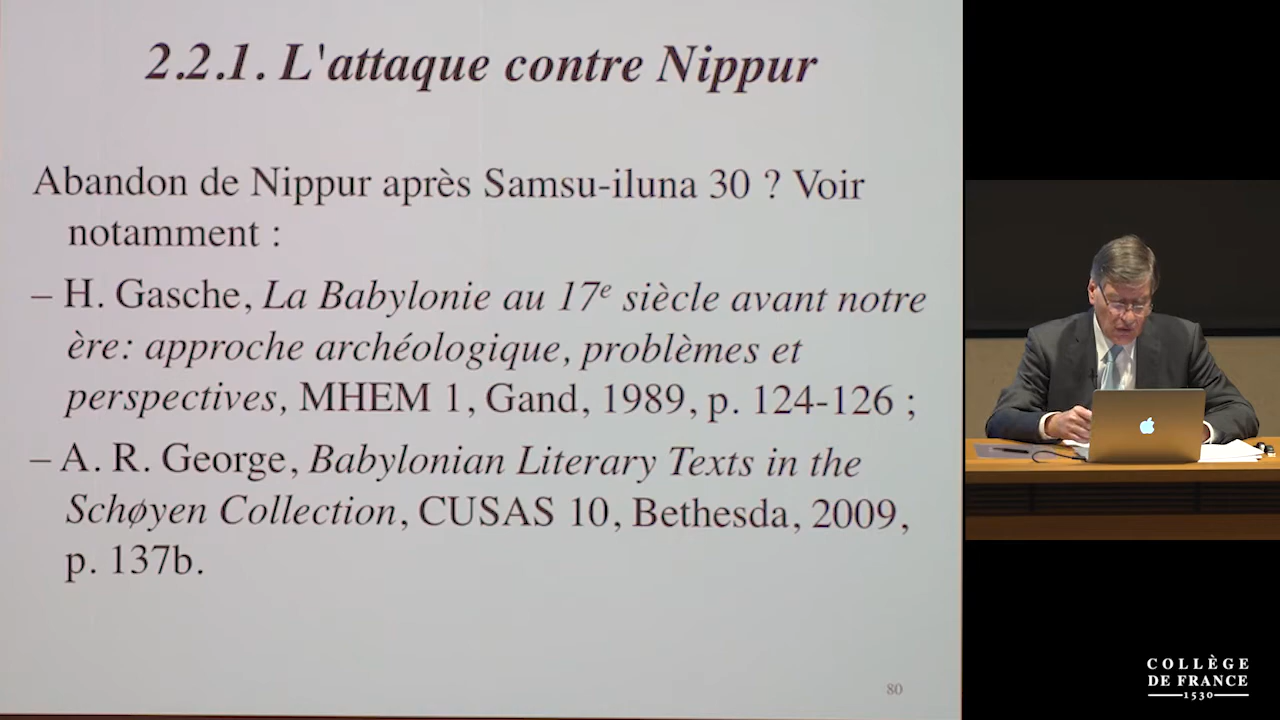 2.2.1. L'attaque contre Nippur
Abandon de Nippur après Samsu-iluna 30 ? Voir
notamment :
– H. Gasche, La Babylonie au 17e siècle avant notre
ère: approche archéologique, problèmes et
perspectives, MHEM 1, Gand, 1989, p. 124-126 ;
– A. R. George, Babylonian Literary Texts in the
Schøyen Collection, CUSAS 10, Bethesda, 2009,
p. 137b.
80
COLLÈGE
DE FRANCE
1530